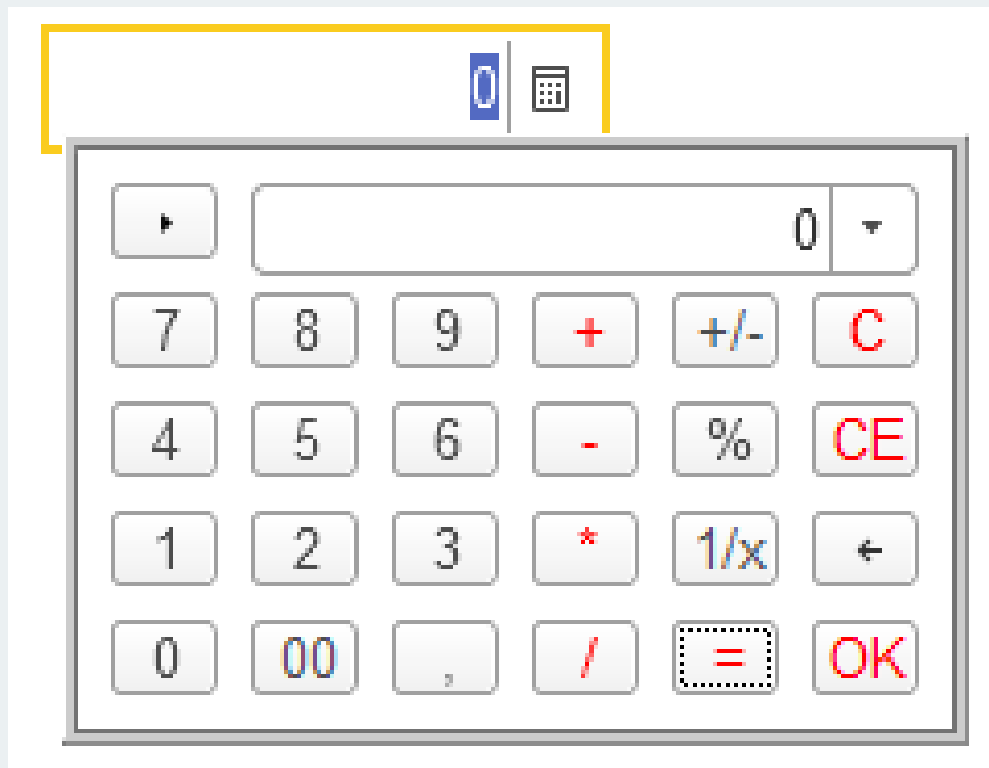 0
0
7 8 9 + +/- C
4 5 6 - % CE
1 2 3 * 1/x ←
0 00 , / = OK